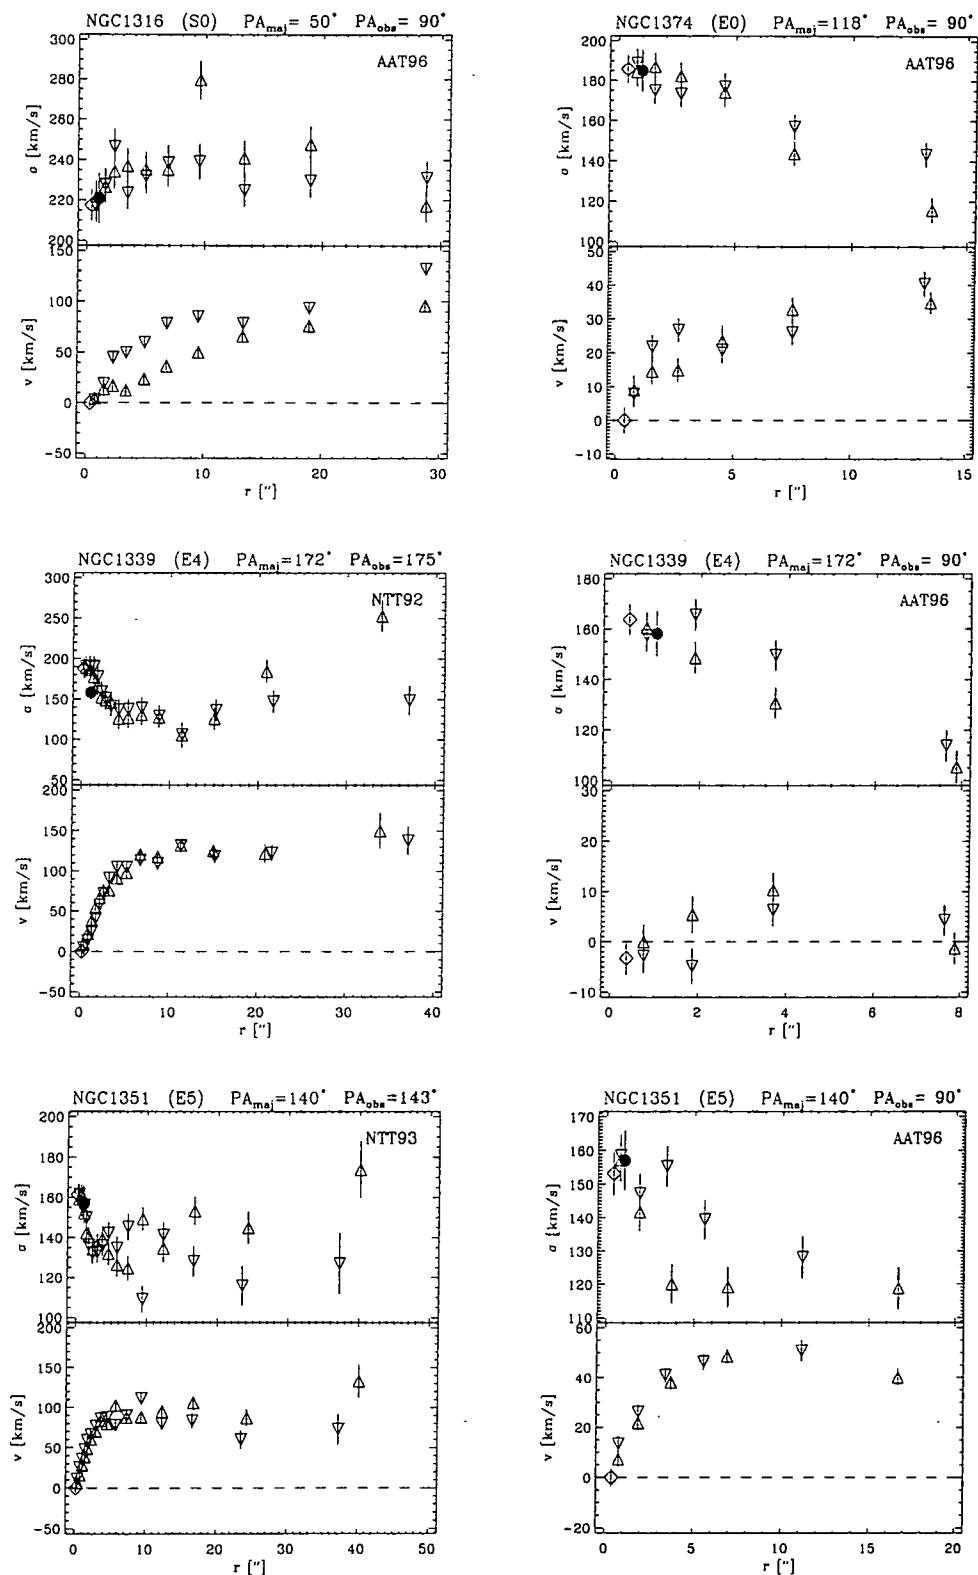 NGC1316 (S0) PA_maj = 50° PA_obs = 90°
AAT96
300
280
260
240
220
200
σ [km/s]
150
100
50
0
-50
v [km/s]
0 10 20 30
r ["]
NGC1374 (E0) PA_maj=118° PA_obs = 90°
AAT96
200
180
160
140
120
100
σ [km/s]
50
40
30
20
10
0
-10
v [km/s]
0 5 10 15
r ["]
NGC1339 (E4) PA_maj=172° PA_obs=175°
NTT92
300
250
200
150
100
50
σ [km/s]
200
150
100
50
0
-50
v [km/s]
0 10 20 30 40
r ["]
NGC1339 (E4) PA_maj=172° PA_obs = 90°
AAT96
180
160
140
120
100
σ [km/s]
30
20
10
0
-10
v [km/s]
0 2 4 6 8
r ["]
NGC1351 (E5) PA_maj=140° PA_obs=143°
NTT93
200
180
160
140
120
100
σ [km/s]
200
150
100
50
0
-50
v [km/s]
0 10 20 30 40 50
r ["]
NGC1351 (E5) PA_maj=140° PA_obs = 90°
AAT96
170
160
150
140
130
120
110
σ [km/s]
60
40
20
0
-20
v [km/s]
0 5 10 15 20
r ["]